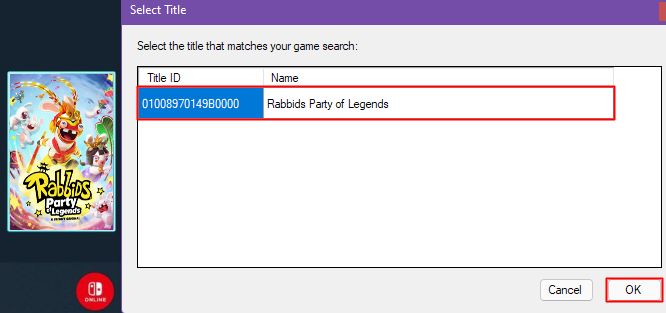 Select Title
Select the title that matches your game search:
Title ID Name
01008970149B0000 Rabbids Party of Legends
Rabbids
Party
of Legends
ONLINE
Cancel OK